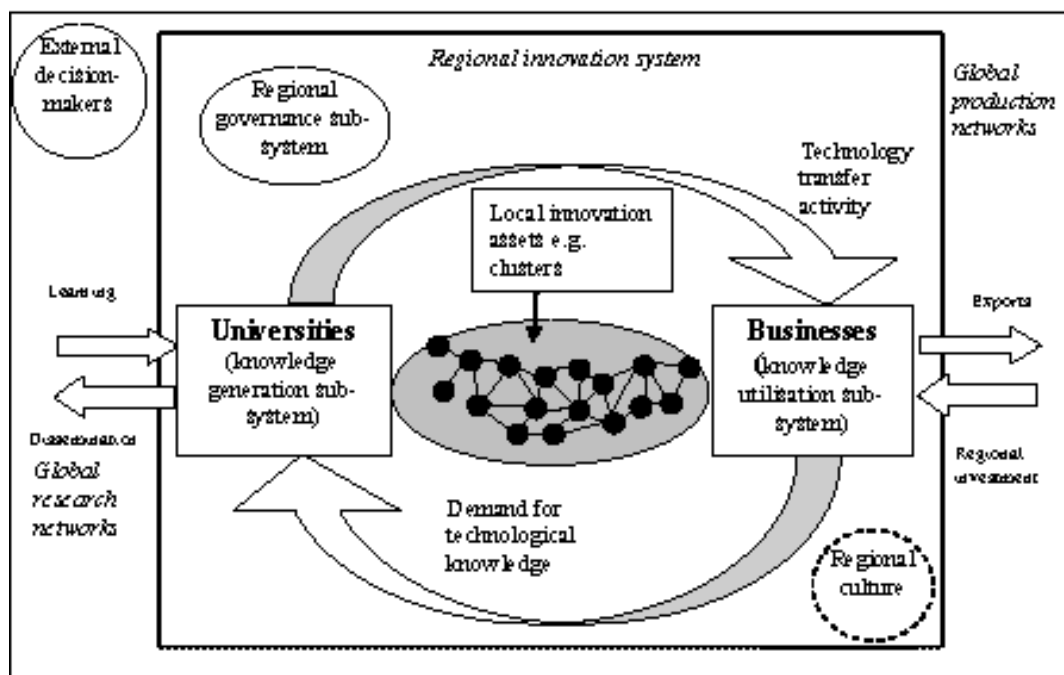 External
decision-
makers
Regional innovation system
Regional
governance sub-
system
Global
production
networks
Technology
transfer
activity
Local innovation
assets e.g.
clusters
Learning
Universities
(knowledge
generation sub-
system)
Businesses
(knowledge
utilisation sub-
system)
Exports
Dissemination
Global
research
networks
Regional
investment
Demand for
technological
knowledge
Regional
culture